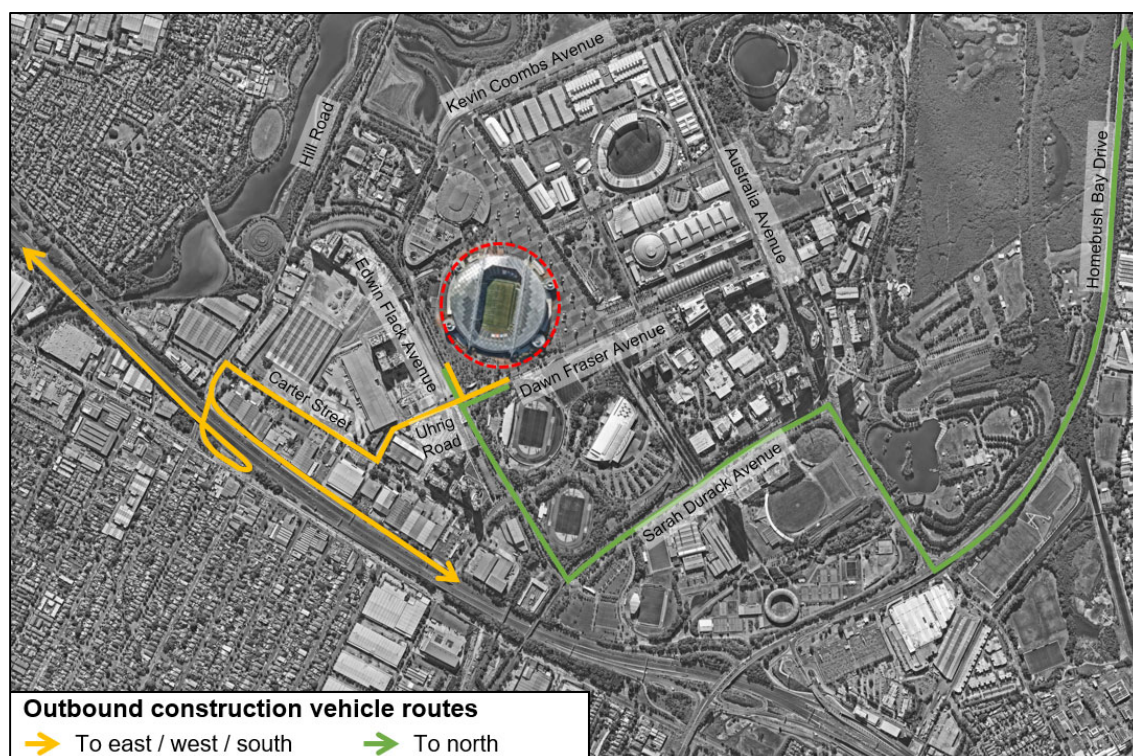 Kevin Coombs Avenue
Hill Road
Australia Avenue
Homebush Bay Drive
Edwin Flack Avenue
Dawn Fraser Avenue
Carter Street
Uhrig
Road
Sarah Durack Avenue
Outbound construction vehicle routes
To east / west / south
To north